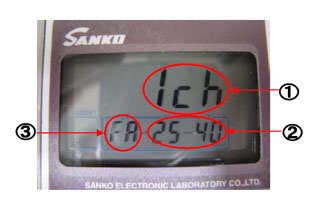 SANKO
1ch ①
③ FA 25-40 ②
SANKO ELECTRONIC LABORATORY CO.,LTD.